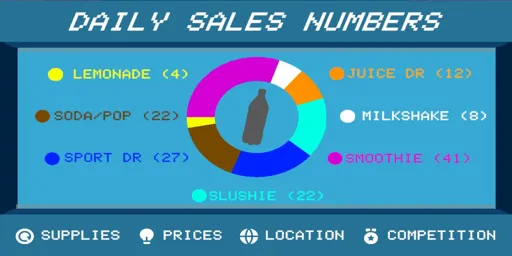 DAILY SALES NUMBERS
LEMONADE (4)
JUICE DR (12)
SODA/POP (22)
MILKSHAKE (8)
SPORT DR (27)
SMOOTHIE (41)
SLUSHIE (22)
SUPPLIES PRICES LOCATION COMPETITION